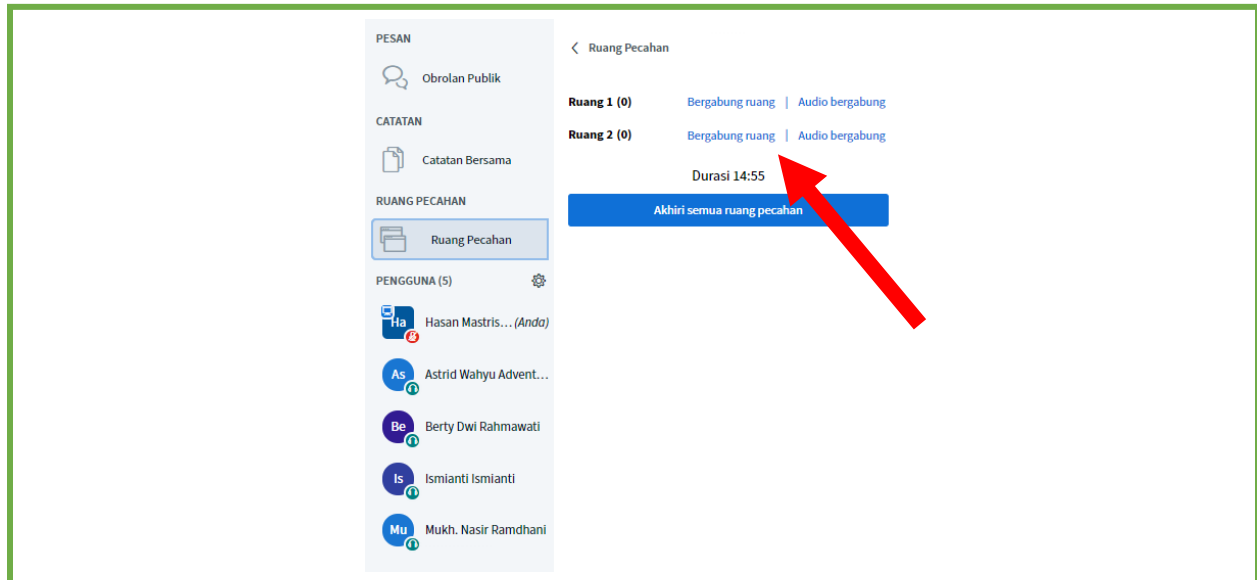 PESAN
Obrolan Publik
CATATAN
Catatan Bersama
RUANG PECAHAN
Ruang Pecahan
PENGGUNA (5)
Ha Hasan Mastris... (Anda)
As Astrid Wahyu Advent...
Be Berty Dwi Rahmawati
Is Ismianti Ismianti
Mu Mukh. Nasir Ramdhani
Ruang Pecahan
Ruang 1 (0) Bergabung ruang | Audio bergabung
Ruang 2 (0) Bergabung ruang | Audio bergabung
Durasi 14:55
Akhiri semua ruang pecahan